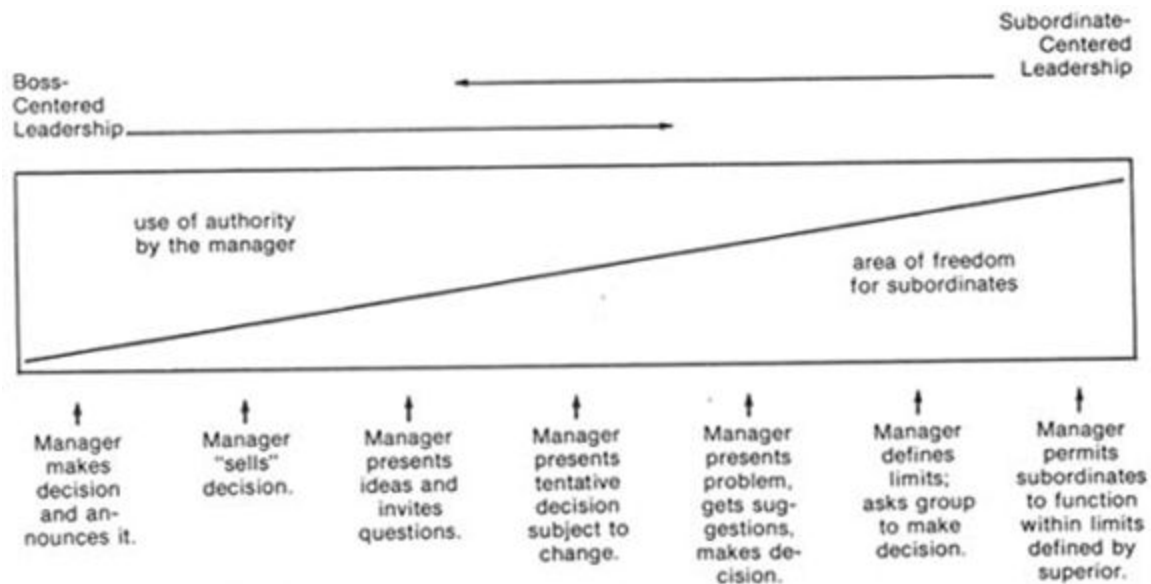 Subordinate-
Centered
Leadership
Boss-
Centered
Leadership
use of authority
by the manager
area of freedom
for subordinates
Manager
makes
decision
and an-
nounces it.
Manager
"sells"
decision.
Manager
presents
ideas and
invites
questions.
Manager
presents
tentative
decision
subject to
change.
Manager
presents
problem,
gets sug-
gestions,
makes de-
cision.
Manager
defines
limits;
asks group
to make
decision.
Manager
permits
subordinates
to function
within limits
defined by
superior.